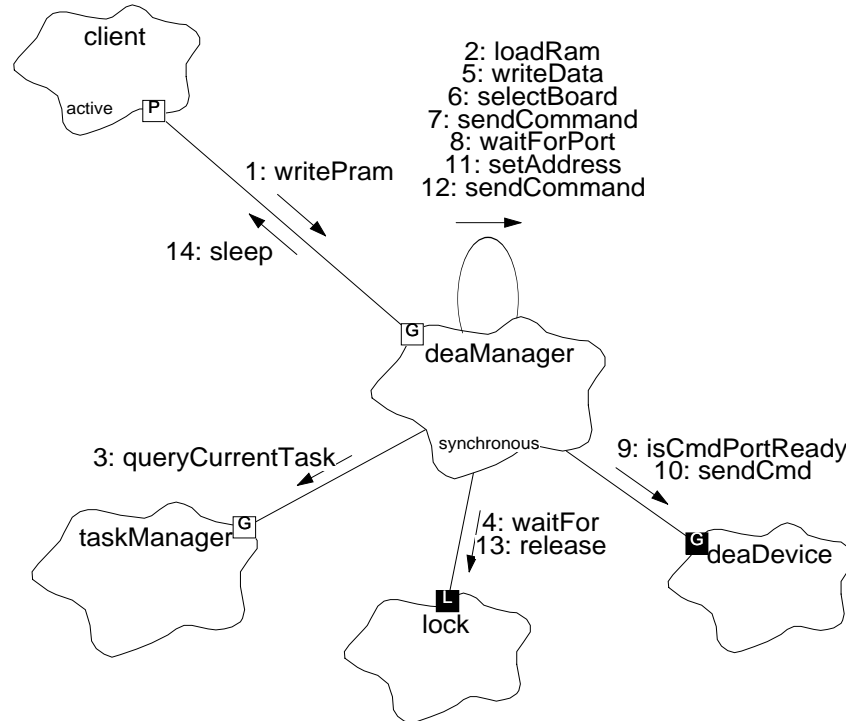 client
active
P
1: writePram
14: sleep
2: loadRam
5: writeData
6: selectBoard
7: sendCommand
8: waitForPort
11: setAddress
12: sendCommand
G
deaManager
synchronous
3: queryCurrentTask
G
taskManager
4: waitFor
13: release
L
lock
9: isCmdPortReady
10: sendCmd
G
deaDevice